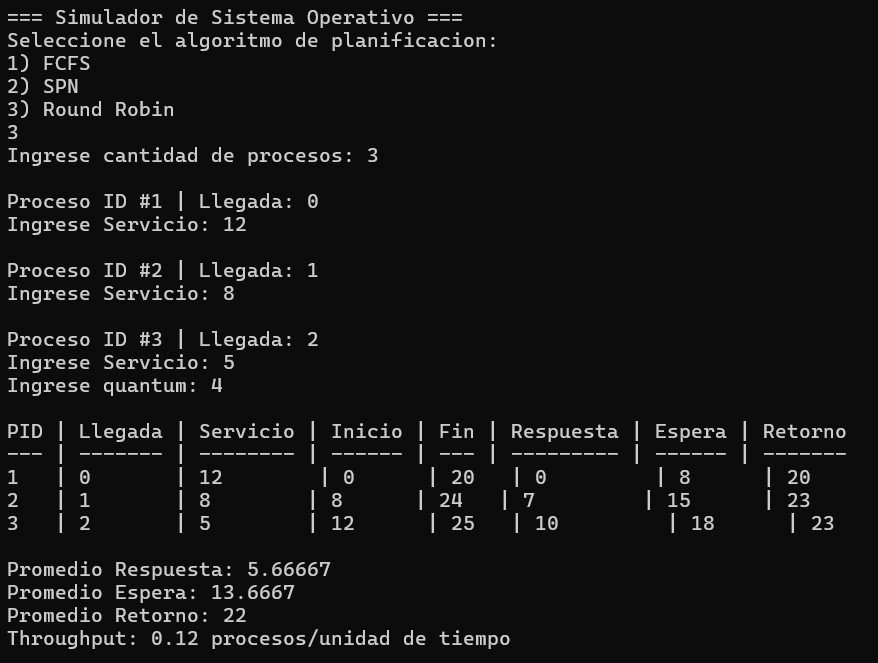 === Simulador de Sistema Operativo ===
Seleccione el algoritmo de planificacion:
1) FCFS
2) SPN
3) Round Robin
3
Ingrese cantidad de procesos: 3

Proceso ID #1 | Llegada: 0
Ingrese Servicio: 12

Proceso ID #2 | Llegada: 1
Ingrese Servicio: 8

Proceso ID #3 | Llegada: 2
Ingrese Servicio: 5
Ingrese quantum: 4

PID | Llegada | Servicio | Inicio | Fin | Respuesta | Espera | Retorno
--- | ------- | -------- | ------ | --- | --------- | ------ | -------
1   | 0       | 12        | 0      | 20   | 0         | 8      | 20
2   | 1       | 8        | 8      | 24   | 7         | 15      | 23
3   | 2       | 5        | 12      | 25   | 10         | 18      | 23

Promedio Respuesta: 5.66667
Promedio Espera: 13.6667
Promedio Retorno: 22
Throughput: 0.12 procesos/unidad de tiempo